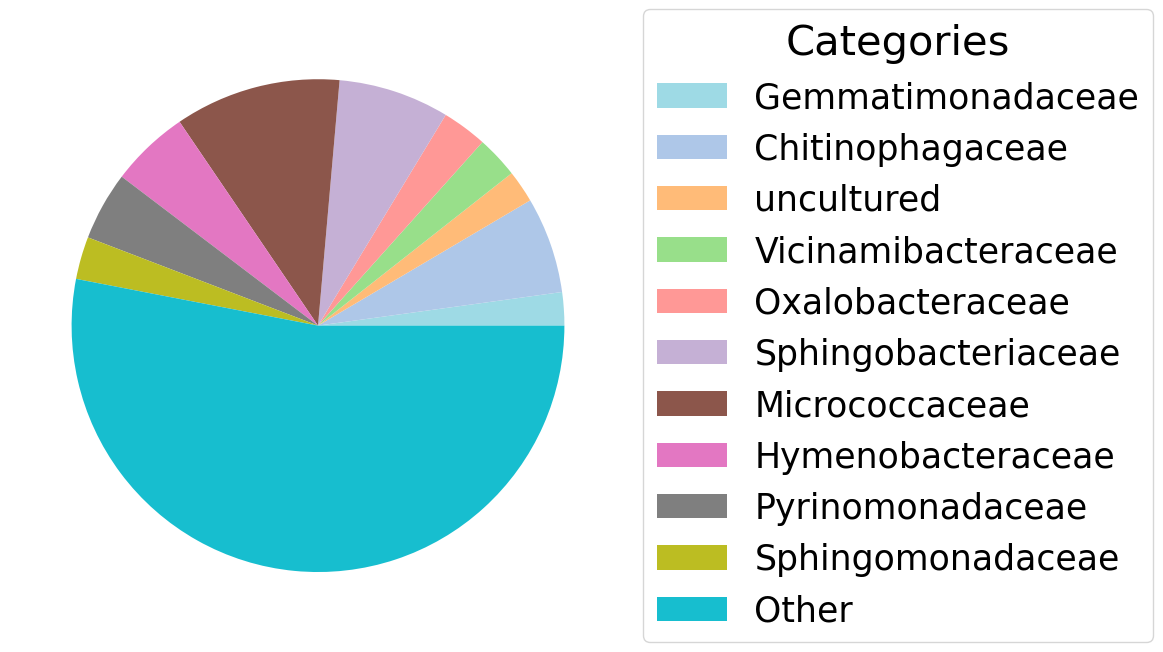 Categories
Gemmatimonadaceae
Chitinophagaceae
uncultured
Vicinamibacteraceae
Oxalobacteraceae
Sphingobacteriaceae
Micrococcaceae
Hymenobacteraceae
Pyrinomonadaceae
Sphingomonadaceae
Other